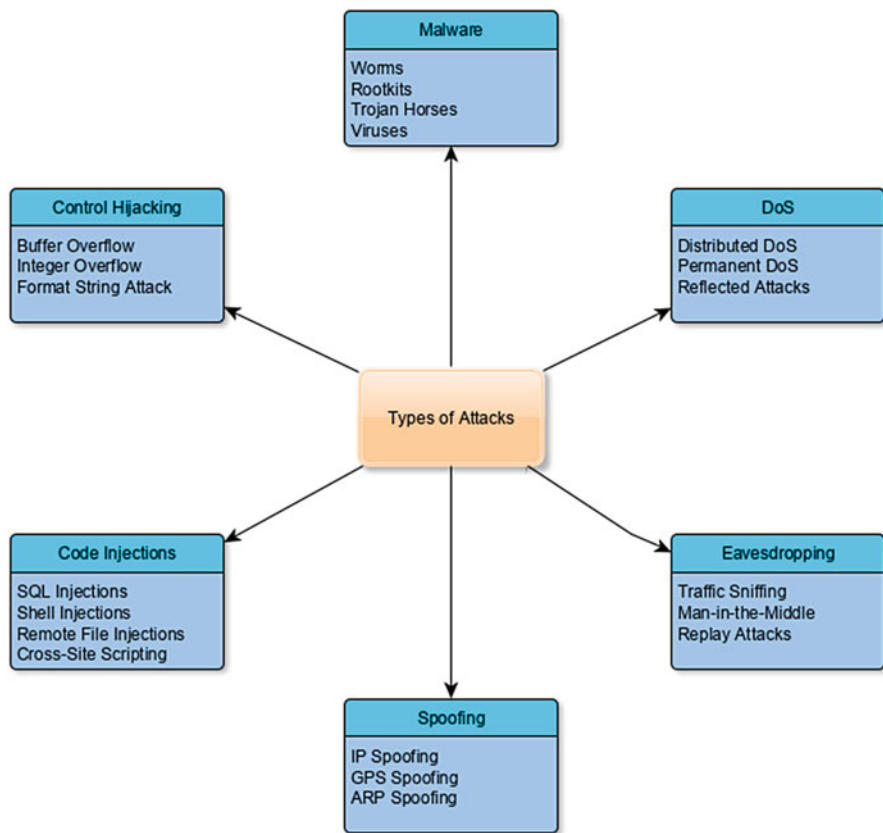 Malware
Worms
Rootkits
Trojan Horses
Viruses
Control Hijacking
Buffer Overflow
Integer Overflow
Format String Attack
DoS
Distributed DoS
Permanent DoS
Reflected Attacks
Types of Attacks
Code Injections
SQL Injections
Shell Injections
Remote File Injections
Cross-Site Scripting
Eavesdropping
Traffic Sniffing
Man-in-the-Middle
Replay Attacks
Spoofing
IP Spoofing
GPS Spoofing
ARP Spoofing